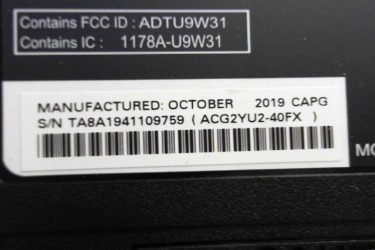 Contains FCC ID : ADTU9W31
Contains IC : 1178A-U9W31
MANUFACTURED: OCTOBER 2019 CAPG
S/N TA8A1941109759 ( ACG2YU2-40FX )